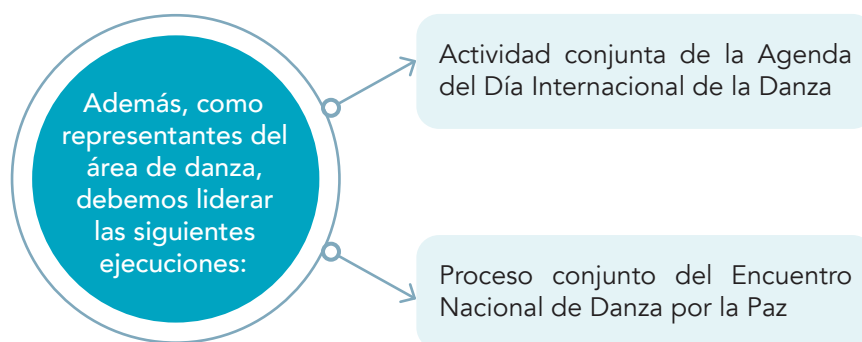 Además, como
representantes del
área de danza,
debemos liderar
las siguientes
ejecuciones:
Actividad conjunta de la Agenda
del Día Internacional de la Danza
Proceso conjunto del Encuentro
Nacional de Danza por la Paz